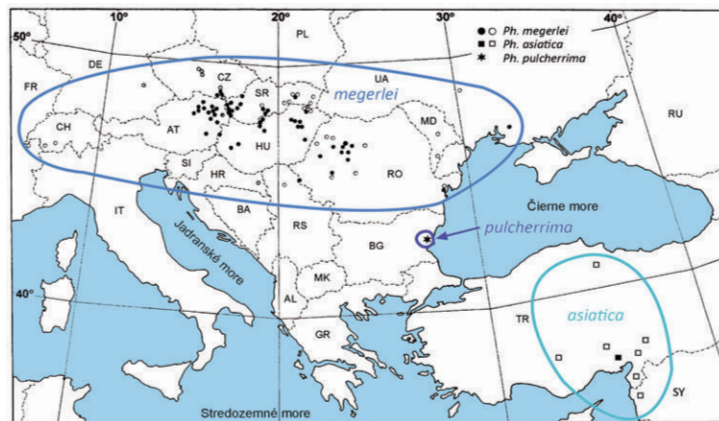 10°
20°
30°
40°
50°
PL
● ○ Ph. megerlei
■ □ Ph. asiatica
✶ Ph. pulcherrima
DE
CZ
UA
FR
SR
megerlei
RU
CH
AT
HU
MD
SI
HR
RO
IT
BA
RS
Čierne more
Jadranské more
BG
pulcherrima
MK
40°
AL
TR
asiatica
GR
SY
Stredozemné more